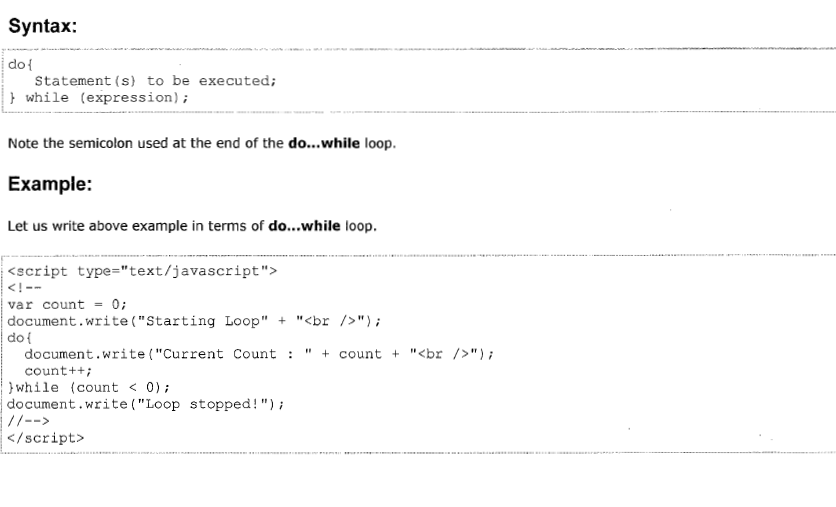 Syntax:
do{
   Statement(s) to be executed;
} while (expression);
Note the semicolon used at the end of the do...while loop.
Example:
Let us write above example in terms of do...while loop.
<script type="text/javascript">
<!--
var count = 0;
document.write("Starting Loop" + "<br />");
do{
  document.write("Current Count : " + count + "<br />");
  count++;
}while (count < 0);
document.write("Loop stopped!");
//-->
</script>